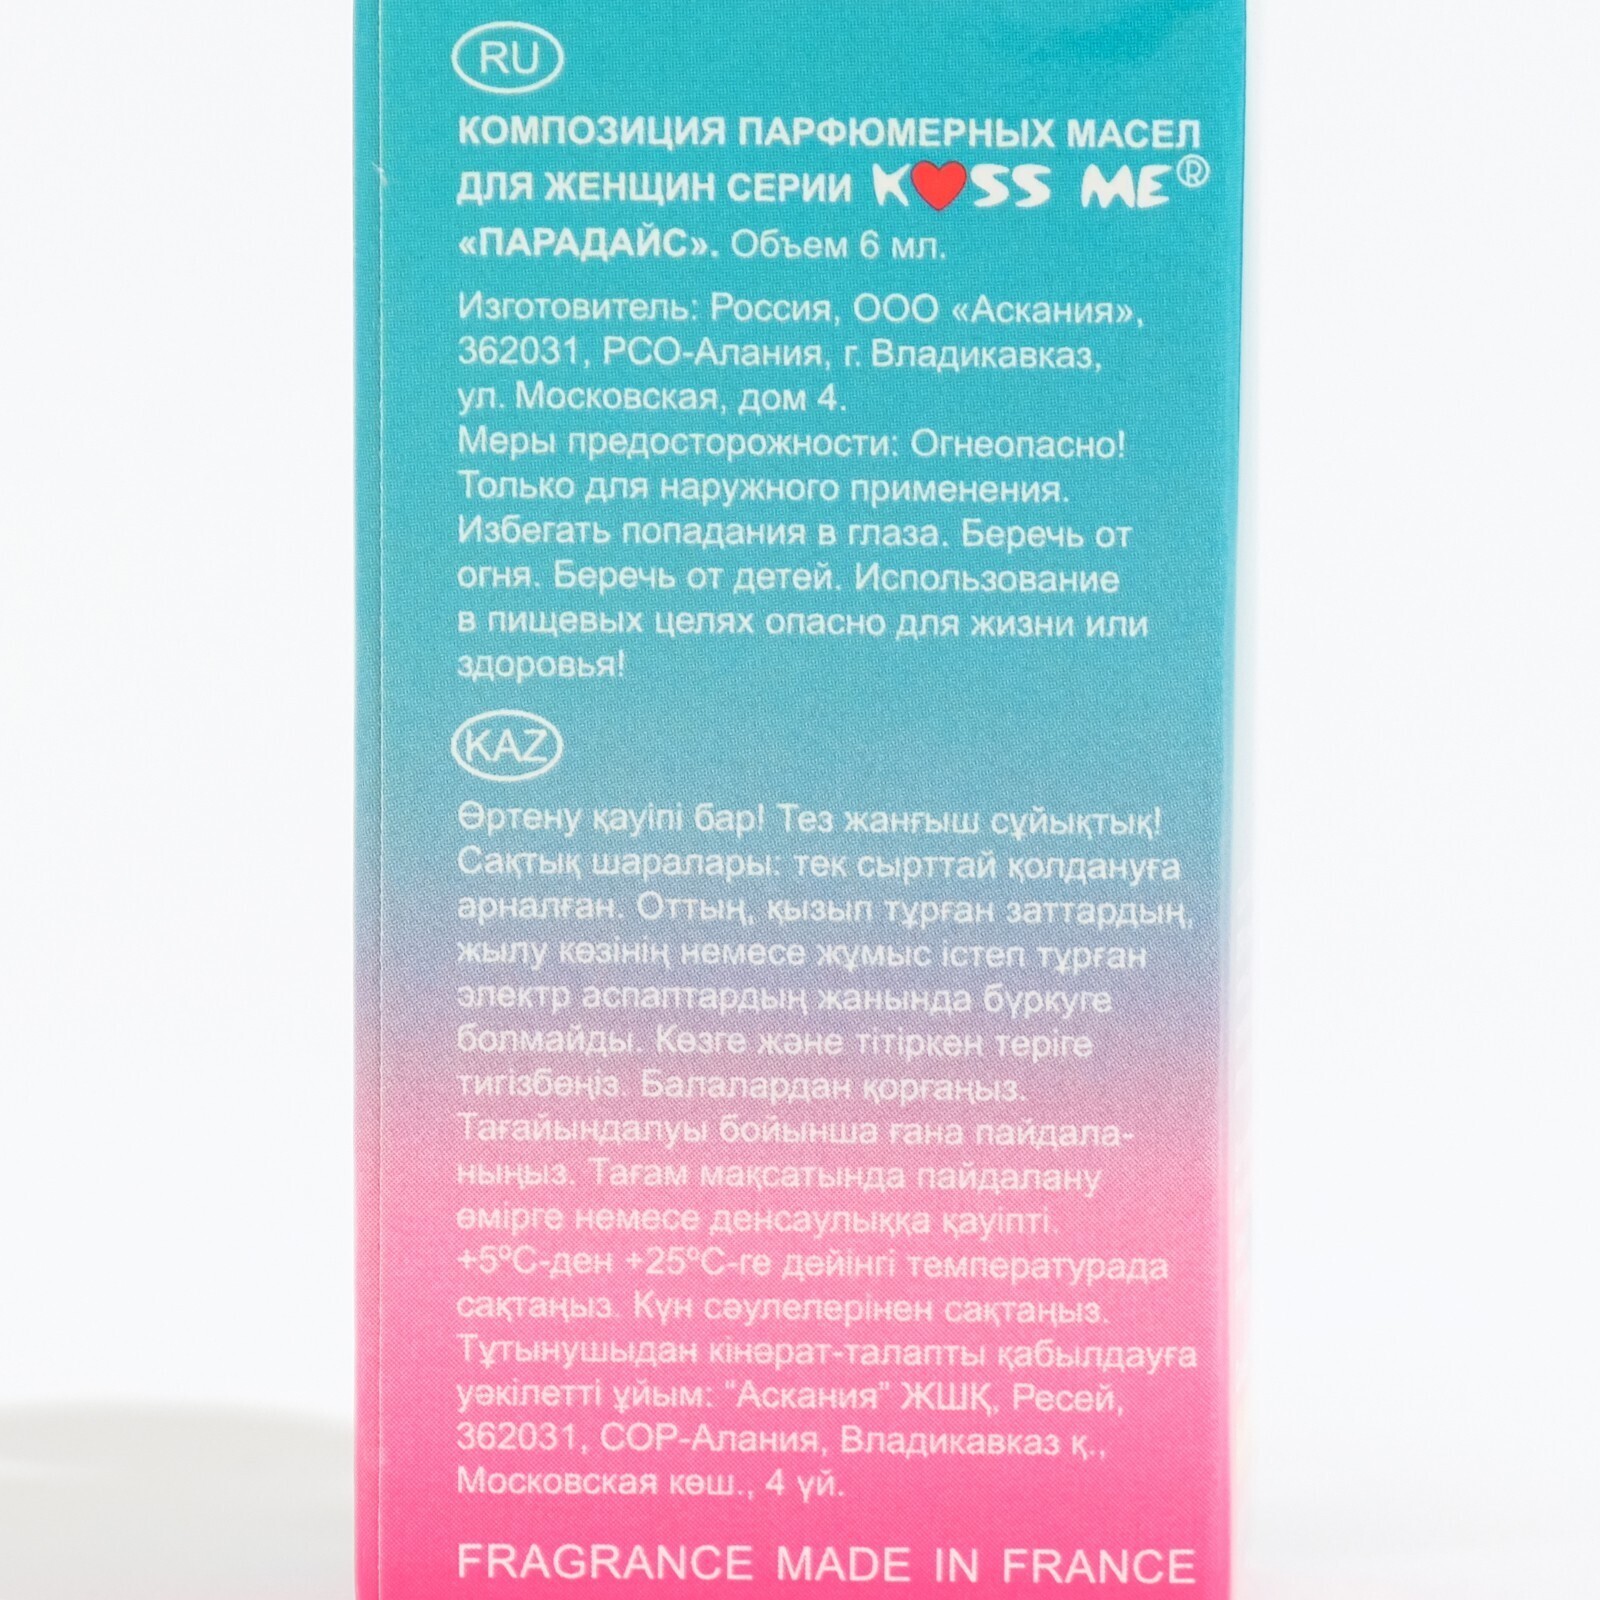 RU
КОМПОЗИЦИЯ ПАРФЮМЕРНЫХ МАСЕЛ
ДЛЯ ЖЕНЩИН СЕРИИ K❤SS ME®
«ПАРАДАЙС». Объем 6 мл.
Изготовитель: Россия, ООО «Аскания»,
362031, РСО-Алания, г. Владикавказ,
ул. Московская, дом 4.
Меры предосторожности: Огнеопасно!
Только для наружного применения.
Избегать попадания в глаза. Беречь от
огня. Беречь от детей. Использование
в пищевых целях опасно для жизни или
здоровья!
KAZ
Өртену қауіпі бар! Тез жанғыш сұйықтық!
Сақтық шаралары: тек сырттай қолдануға
арналған. Оттың, қызып тұрған заттардың,
жылу көзінің немесе жұмыс істеп тұрған
электр аспаптардың жанында бүркуге
болмайды. Көзге және тітіркен теріге
тигізбөңіз. Балалардан қорғаңыз.
Тағайындалуы бойынша ғана пайдала-
ныңыз. Тағам мақсатында пайдалану
өмірге немесе денсаулыққа қауіпті.
+5ºС-ден +25ºС-ге дейінгі температурада
сақтаңыз. Күн сәулелерінен сақтаңыз.
Тұтынушыдан кінәрат-талапты қабылдауға
уәкілетті ұйым: “Аскания” ЖШҚ, Ресей,
362031, СОР-Алания, Владикавказ қ.,
Московская көш., 4 үй.
FRAGRANCE MADE IN FRANCE